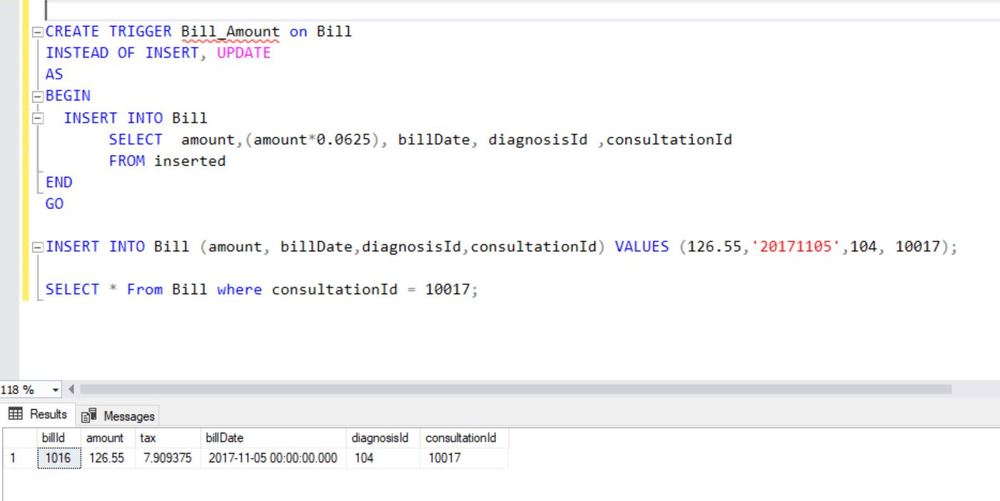 CREATE TRIGGER Bill_Amount on Bill
INSTEAD OF INSERT, UPDATE
AS
BEGIN
INSERT INTO Bill
SELECT amount,(amount*0.0625), billDate, diagnosisId ,consultationId
FROM inserted
END
GO
INSERT INTO Bill (amount, billDate,diagnosisId,consultationId) VALUES (126.55,'20171105',104, 10017);
SELECT * From Bill where consultationId = 10017;
118 %
Results Messages
billId amount tax billDate diagnosisId consultationId
1 1016 126.55 7.909375 2017-11-05 00:00:00.000 104 10017